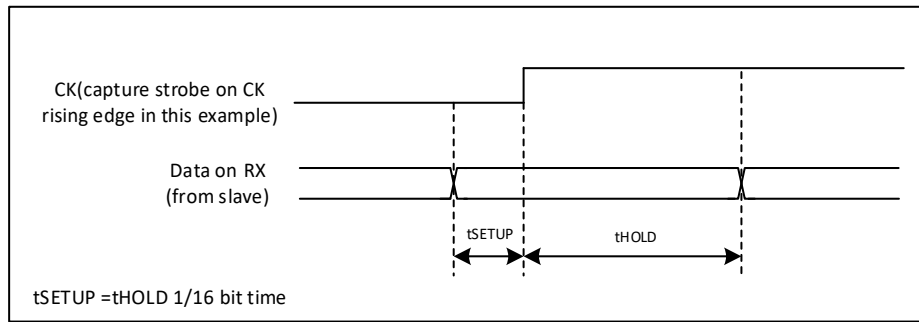 CK(capture strobe on CK
rising edge in this example)
Data on RX
(from slave)
tSETUP
tHOLD
tSETUP =tHOLD 1/16 bit time